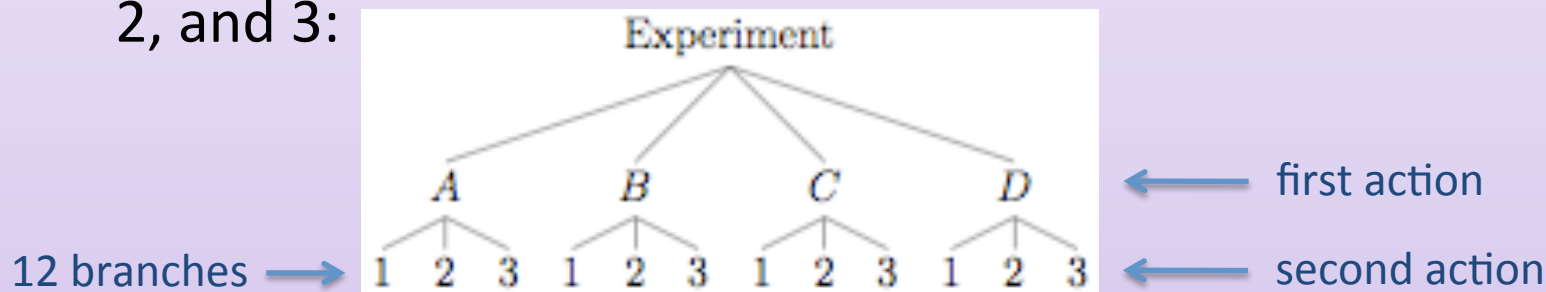 2, and 3:
Experiment
A B C D
first action
12 branches
1 2 3 1 2 3 1 2 3 1 2 3
second action